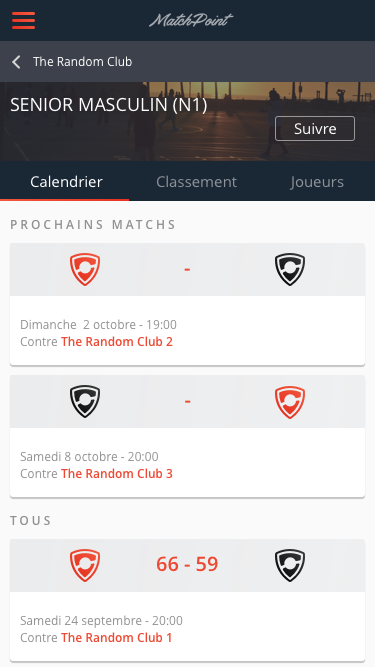 MatchPoint
The Random Club
SENIOR MASCULIN (N1)
Suivre
Calendrier Classement Joueurs
PROCHAINS MATCHS
-
Dimanche 2 octobre - 19:00
Contre The Random Club 2
-
Samedi 8 octobre - 20:00
Contre The Random Club 3
TOUS
66 - 59
Samedi 24 septembre - 20:00
Contre The Random Club 1